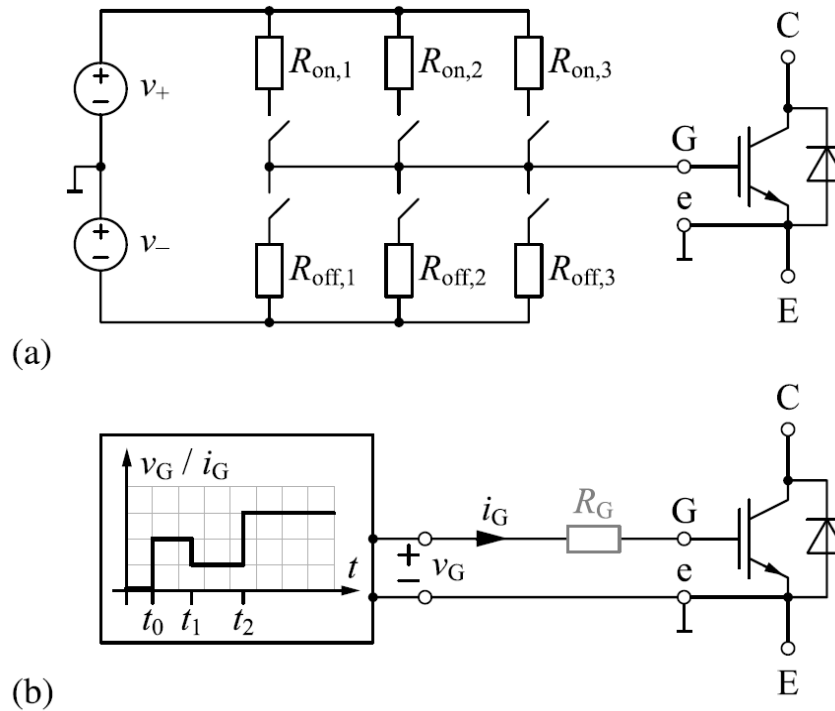 C
v+
Ron,1 Ron,2 Ron,3
G
e
v−
Roff,1 Roff,2 Roff,3
E
(a)
C
vG / iG
iG RG G
vG e
t
t0 t1 t2
E
(b)